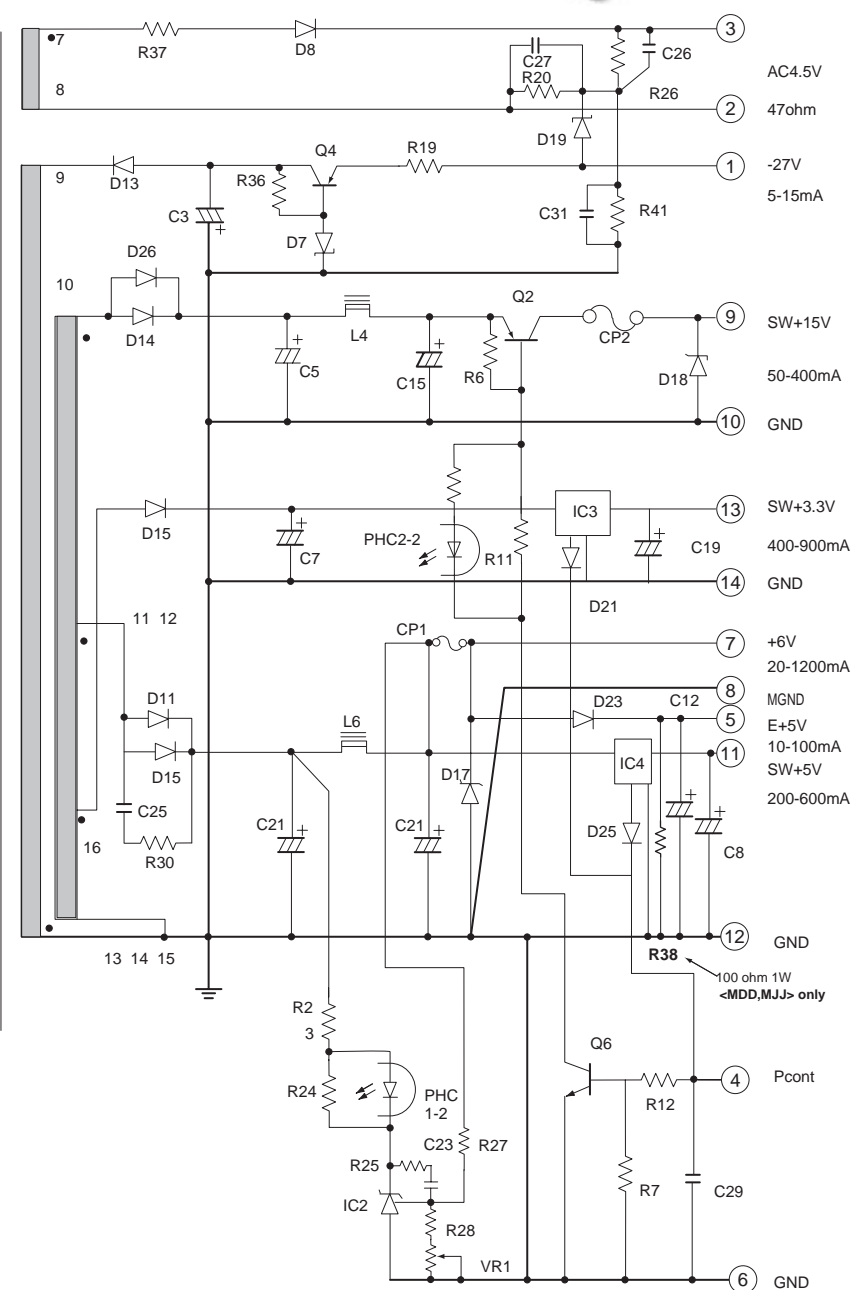 7
R37
D8
3
C27
R20
C26
AC4.5V
8
R26
2
47ohm
D19
Q4
R19
9
D13
R36
1
-27V
5-15mA
C3
+
D7
C31
R41
D26
10
Q2
D14
L4
CP2
9
SW+15V
+
C5
+
C15
R6
D18
50-400mA
10
GND
D15
IC3
13
SW+3.3V
+
C7
PHC2-2
R11
+
C19
400-900mA
14
GND
D21
11 12
CP1
7
+6V
20-1200mA
8
MGND
D11
L6
D23
C12
5
E+5V
10-100mA
D15
D17
IC4
11
SW+5V
200-600mA
C25
+
C21
+
C21
D25
+
+
C8
R30
16
12
GND
13 14 15
R38
100 ohm 1W
<MDD,MJJ> only
R2
3
Q6
R24
PHC
1-2
R12
4
Pcont
C23
R27
R25
IC2
R28
R7
C29
VR1
6
GND